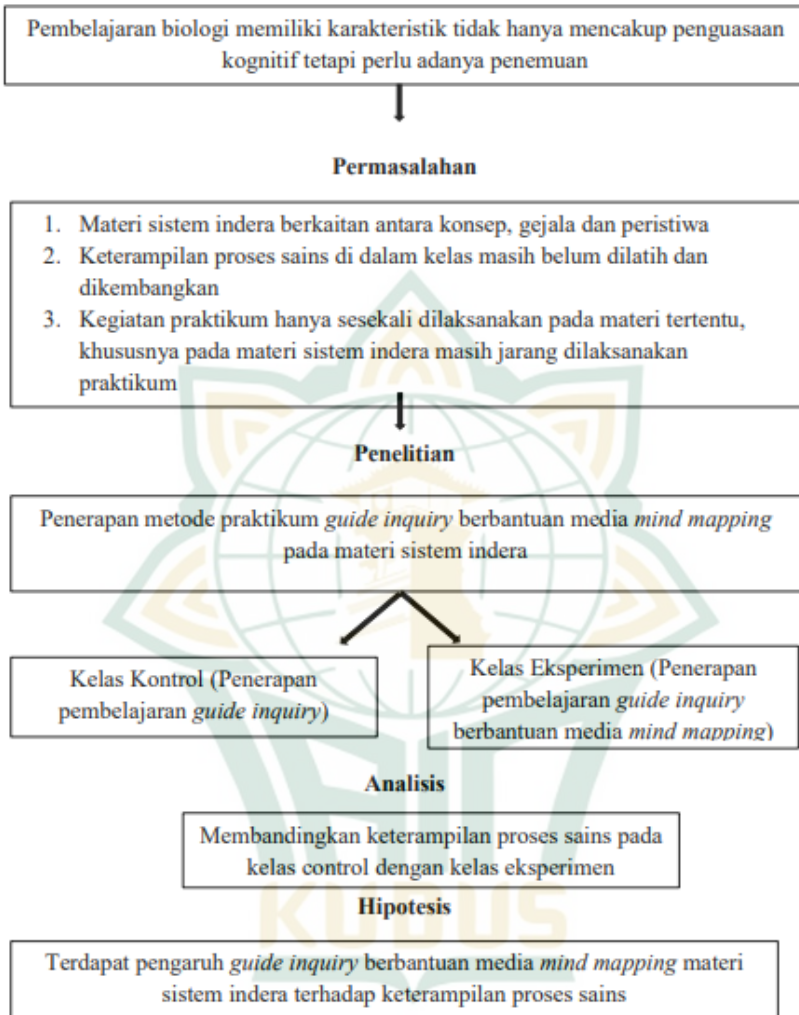 Pembelajaran biologi memiliki karakteristik tidak hanya mencakup penguasaan
kognitif tetapi perlu adanya penemuan
Permasalahan
1. Materi sistem indera berkaitan antara konsep, gejala dan peristiwa
2. Keterampilan proses sains di dalam kelas masih belum dilatih dan
dikembangkan
3. Kegiatan praktikum hanya sesekali dilaksanakan pada materi tertentu,
khususnya pada materi sistem indera masih jarang dilaksanakan
praktikum
Penelitian
Penerapan metode praktikum guide inquiry berbantuan media mind mapping
pada materi sistem indera
Kelas Kontrol (Penerapan
pembelajaran guide inquiry)
Kelas Eksperimen (Penerapan
pembelajaran guide inquiry
berbantuan media mind mapping)
Analisis
Membandingkan keterampilan proses sains pada
kelas control dengan kelas eksperimen
Hipotesis
KUDUS
Terdapat pengaruh guide inquiry berbantuan media mind mapping materi
sistem indera terhadap keterampilan proses sains